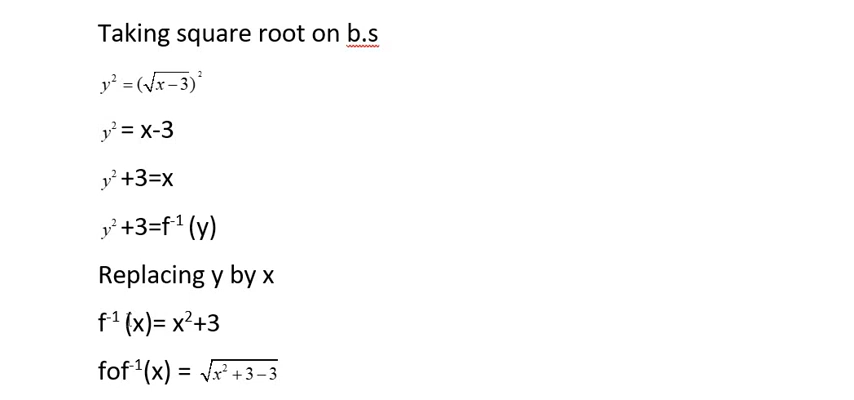 Taking square root on b.s
y² = (√x−3)²
y² = x-3
y² +3=x
y² +3=f⁻¹ (y)
Replacing y by x
f⁻¹ (x)= x²+3
fof⁻¹(x) = √x² +3−3